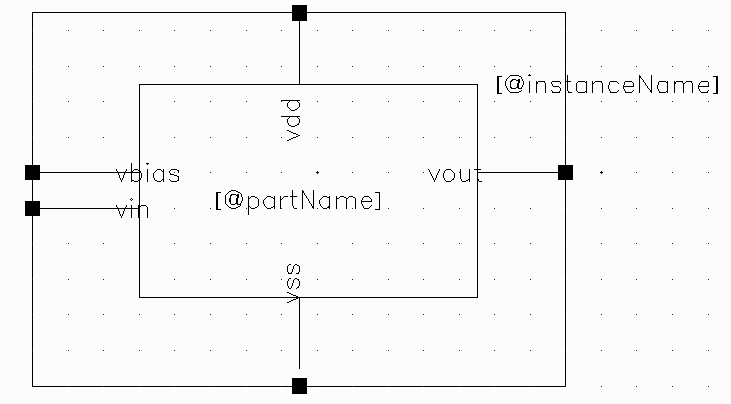 [@instanceName]
vdd
vbias
vout
[@partName]
vin
vss